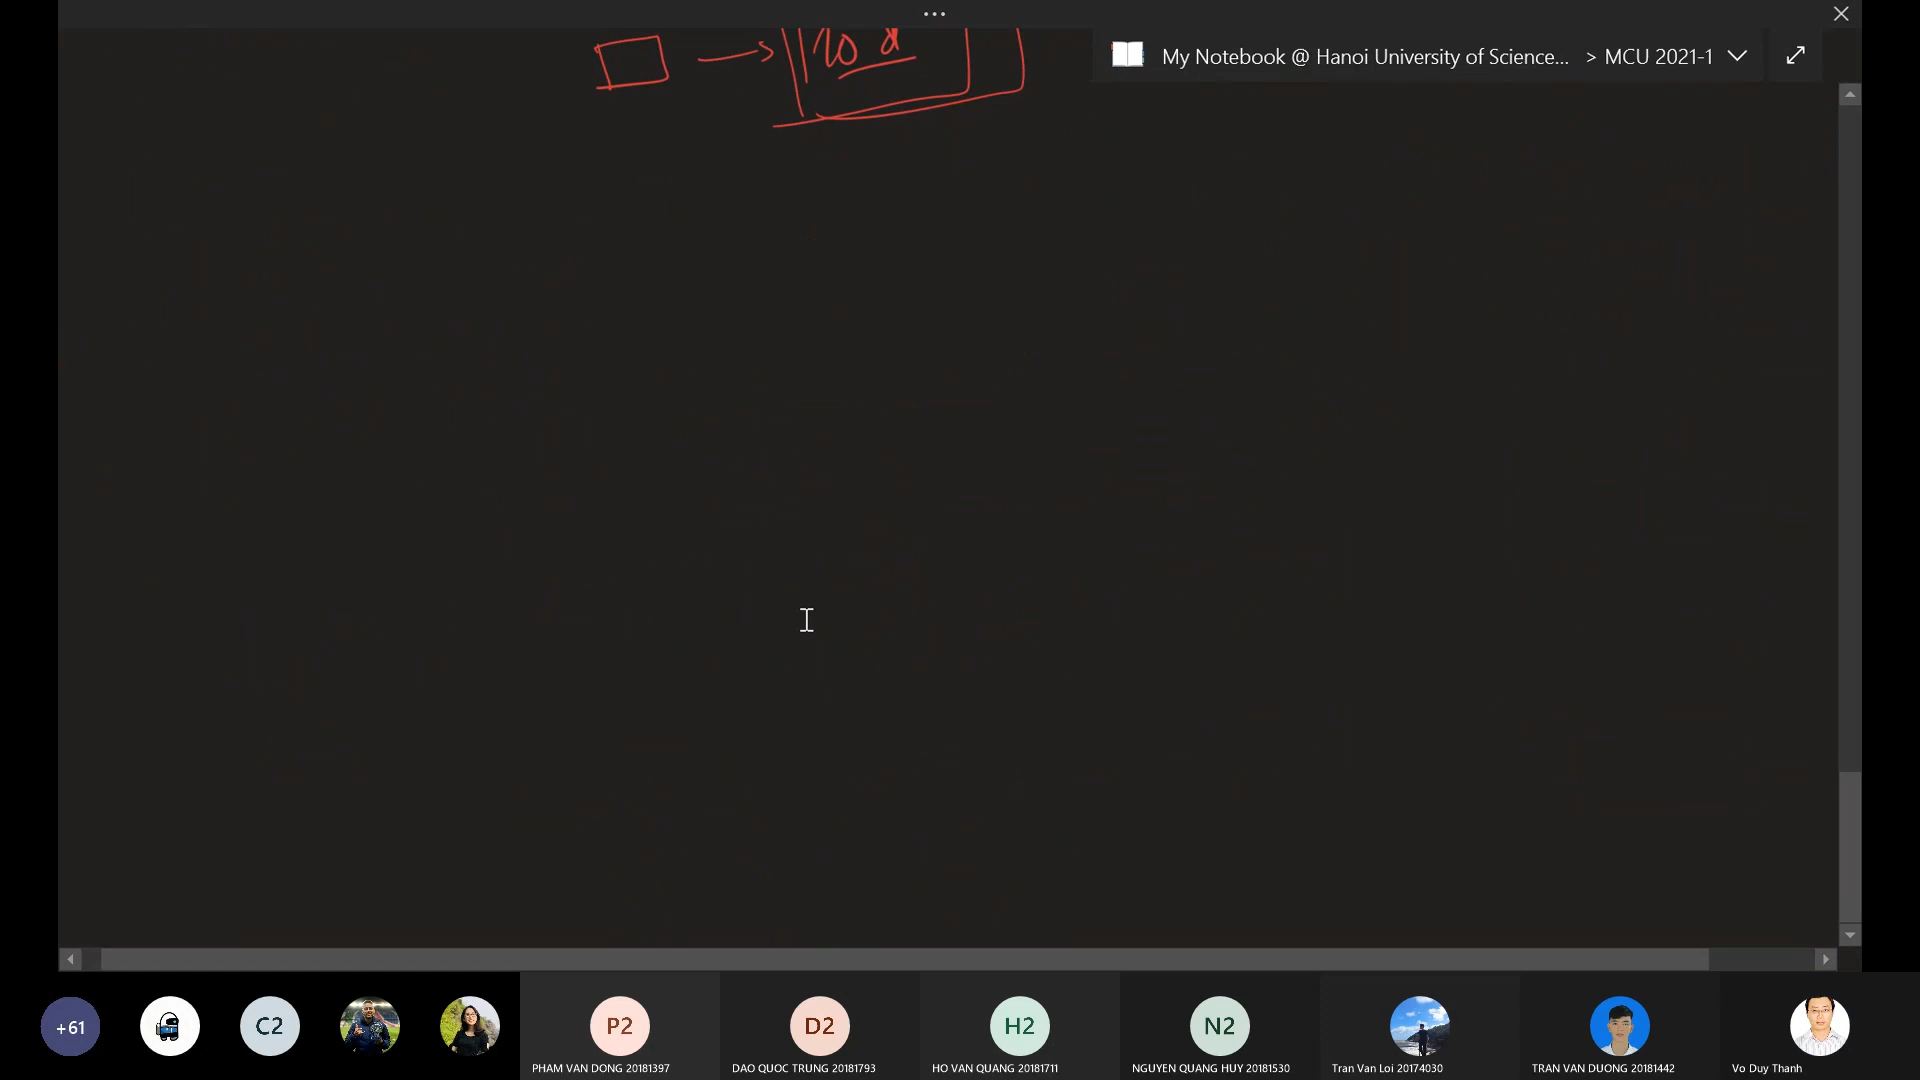 My Notebook @ Hanoi University of Science... > MCU 2021-1
+61
C2
P2
D2
H2
N2
PHAM VAN DONG 20181397
DAO QUOC TRUNG 20181793
HO VAN QUANG 20181711
NGUYEN QUANG HUY 20181530
Tran Van Loi 20174030
TRAN VAN DUONG 20181442
Vo Duy Thanh